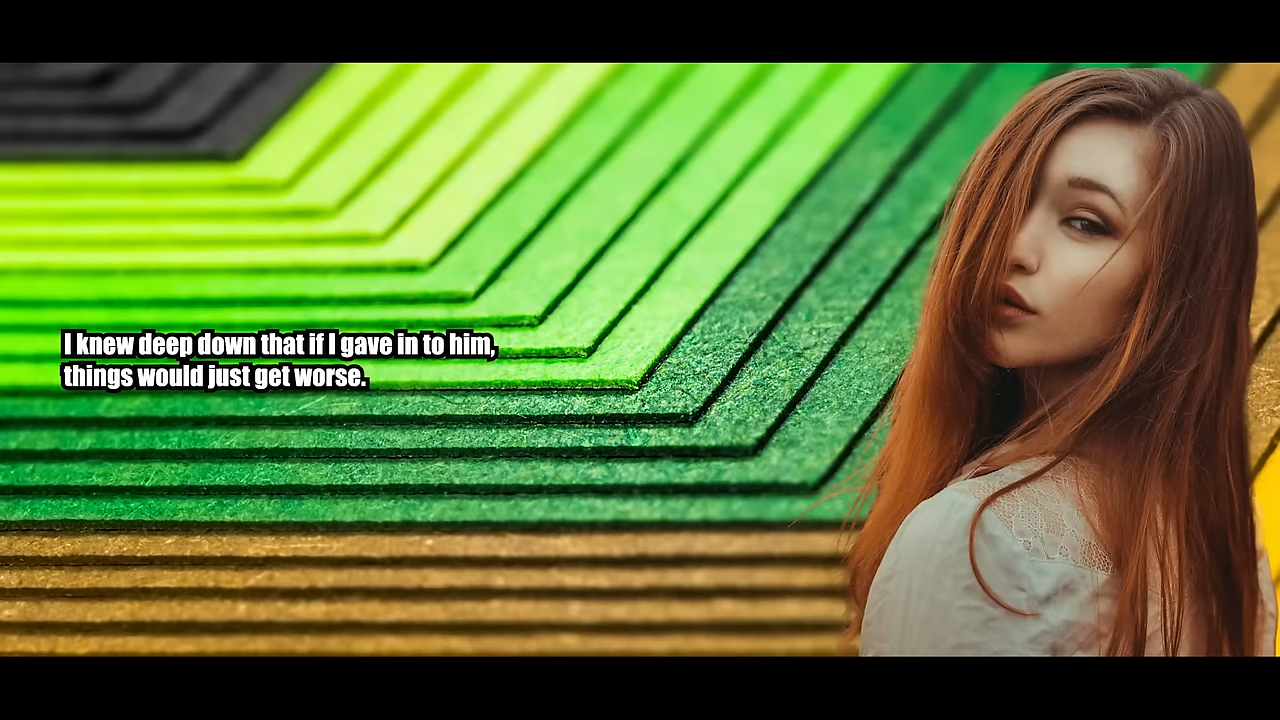 I knew deep down that if I gave in to him,
things would just get worse.